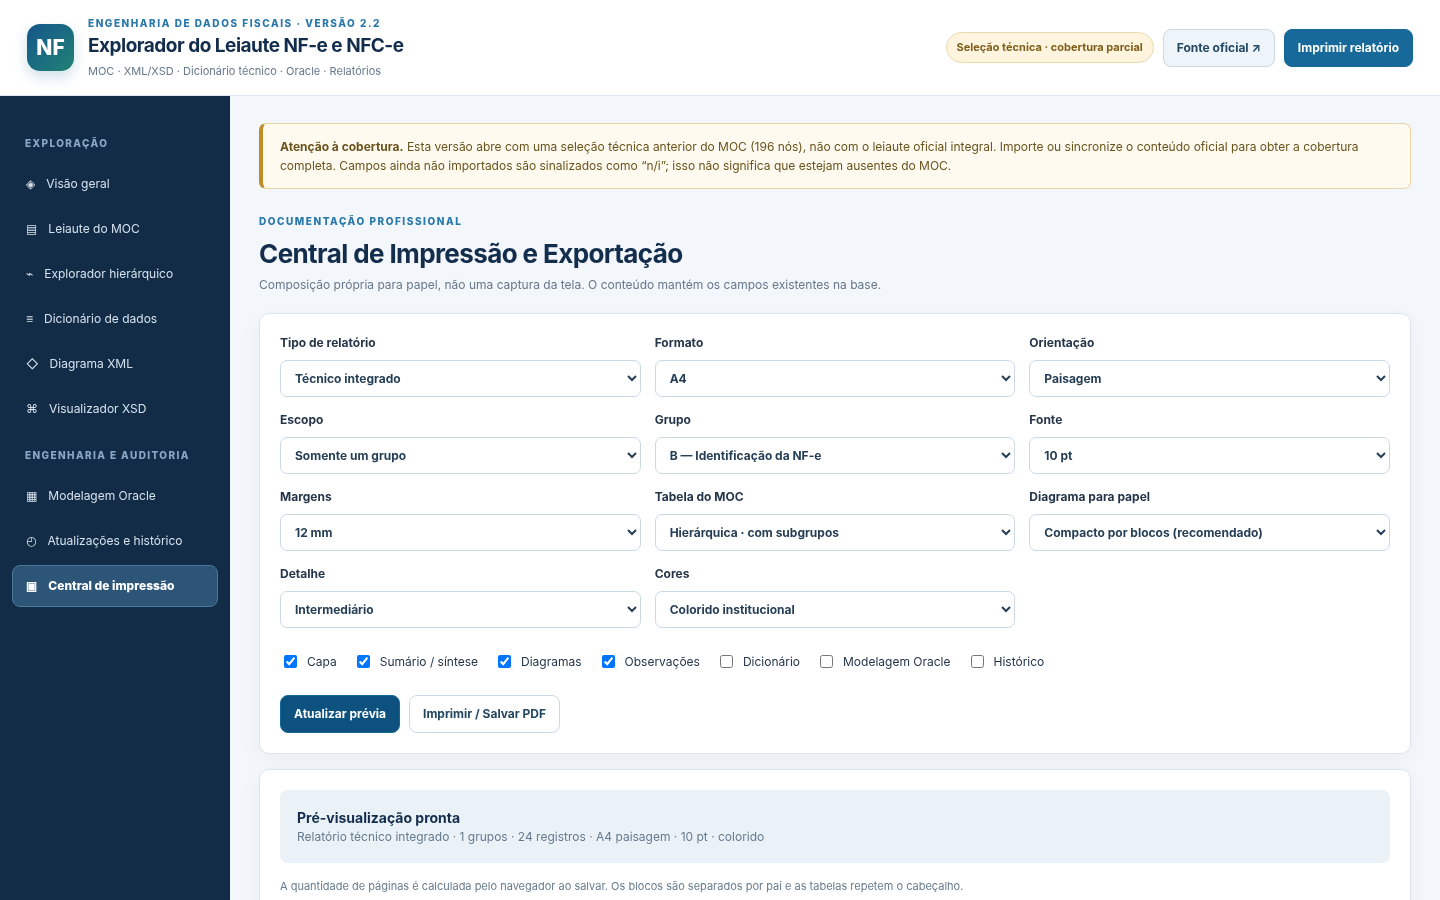 NF
ENGENHARIA DE DADOS FISCAIS · VERSÃO 2.2
Explorador do Leiaute NF-e e NFC-e
MOC · XML/XSD · Dicionário técnico · Oracle · Relatórios
Seleção técnica · cobertura parcial
Fonte oficial ↗
Imprimir relatório
EXPLORAÇÃO
Visão geral
Leiaute do MOC
Explorador hierárquico
Dicionário de dados
Diagrama XML
Visualizador XSD
ENGENHARIA E AUDITORIA
Modelagem Oracle
Atualizações e histórico
Central de impressão
Atenção à cobertura. Esta versão abre com uma seleção técnica anterior do MOC (196 nós), não com o leiaute oficial integral. Importe ou sincronize o conteúdo oficial para obter a cobertura
completa. Campos ainda não importados são sinalizados como “n/i”; isso não significa que estejam ausentes do MOC.
DOCUMENTAÇÃO PROFISSIONAL
Central de Impressão e Exportação
Composição própria para papel, não uma captura da tela. O conteúdo mantém os campos existentes na base.
Tipo de relatório
Técnico integrado
Formato
A4
Orientação
Paisagem
Escopo
Somente um grupo
Grupo
B — Identificação da NF-e
Fonte
10 pt
Margens
12 mm
Tabela do MOC
Hierárquica · com subgrupos
Diagrama para papel
Compacto por blocos (recomendado)
Detalhe
Intermediário
Cores
Colorido institucional
Capa
Sumário / síntese
Diagramas
Observações
Dicionário
Modelagem Oracle
Histórico
Atualizar prévia
Imprimir / Salvar PDF
Pré-visualização pronta
Relatório técnico integrado · 1 grupos · 24 registros · A4 paisagem · 10 pt · colorido
A quantidade de páginas é calculada pelo navegador ao salvar. Os blocos são separados por pai e as tabelas repetem o cabeçalho.